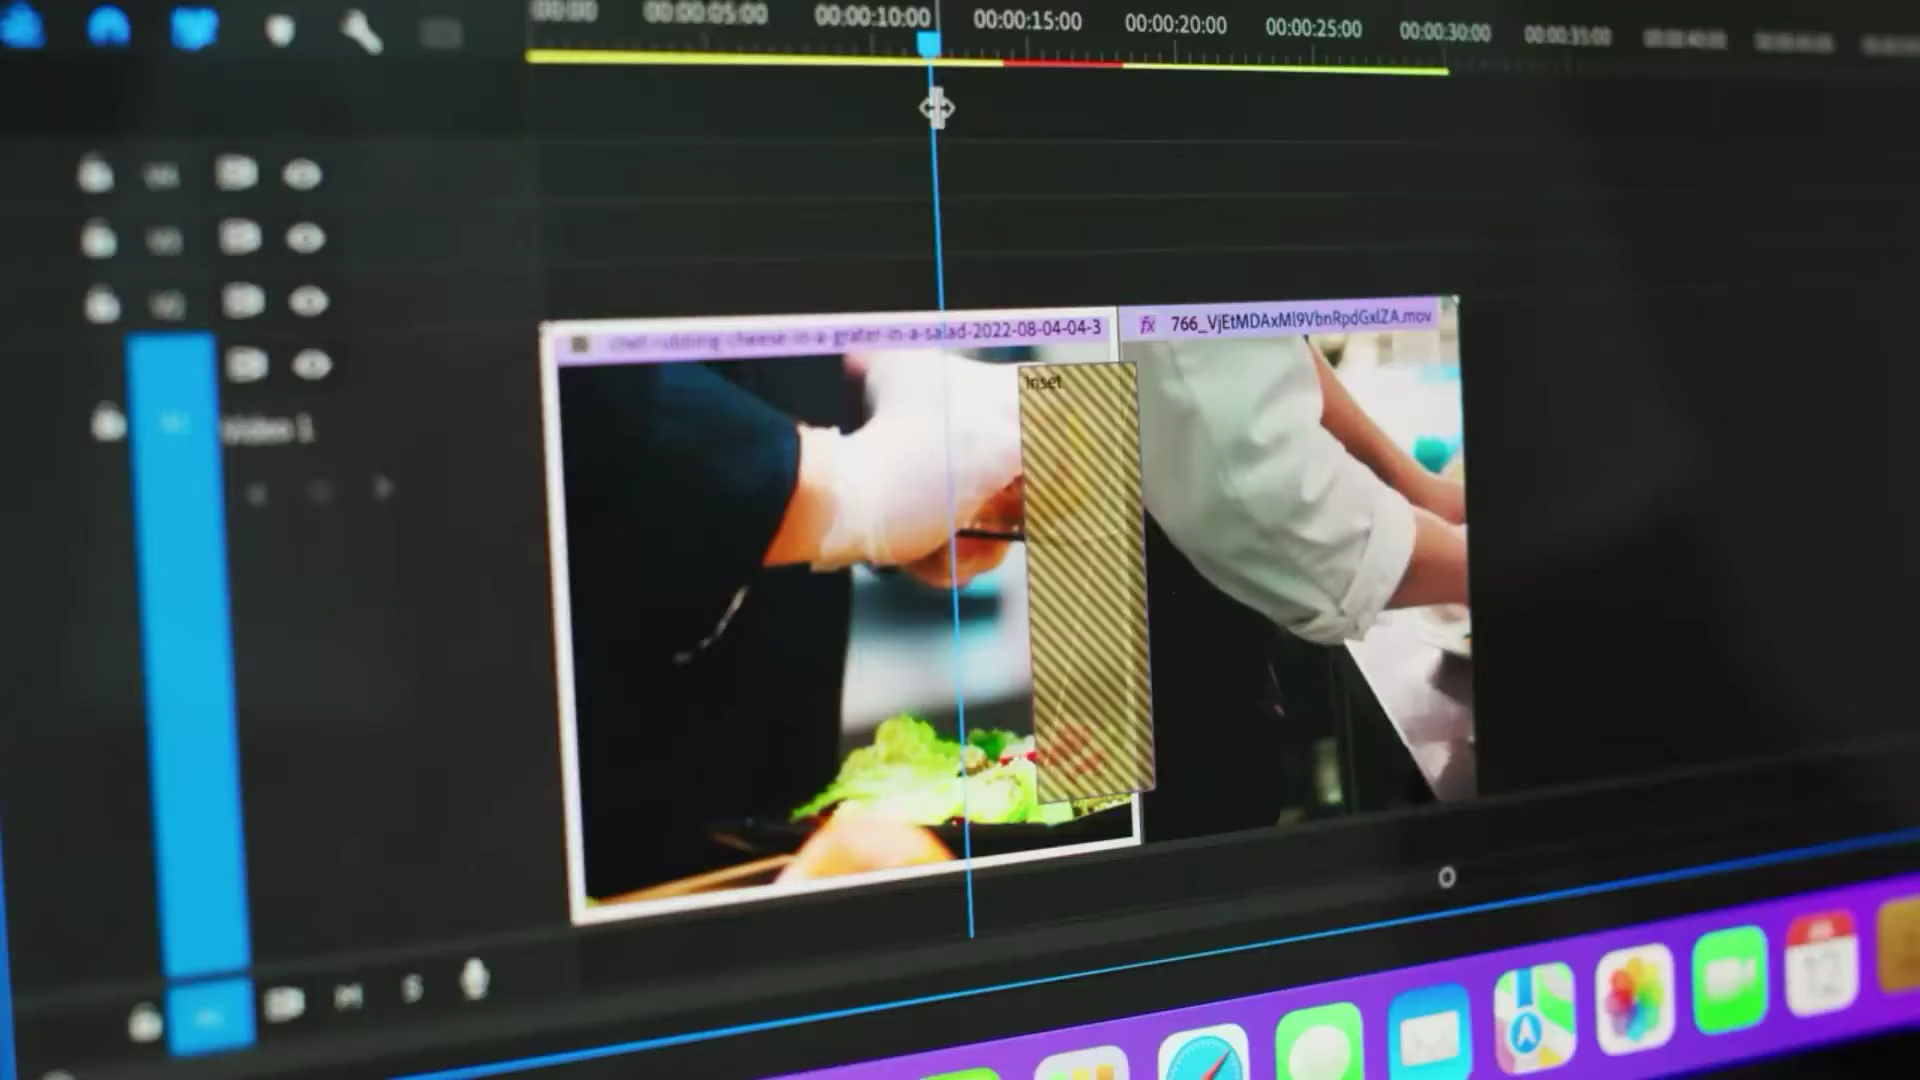 00:00
00:00:05:00
00:00:10:00
00:00:15:00
00:00:20:00
00:00:25:00
00:00:30:00
00:00:35:00
chef-rubbing-cheese-in-a-grater-in-a-salad-2022-08-04-04-3
fx 766_VjEtMDAxMl9VbnRpdGxlZA.mov
Inset
Video 1
M
S
12